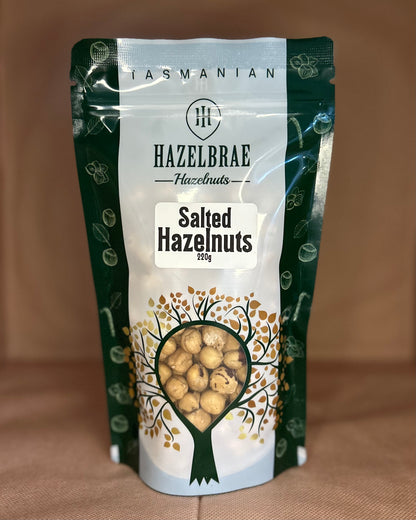 TASMANIAN
HAZELBRAE
Hazelnuts
Salted
Hazelnuts
220g